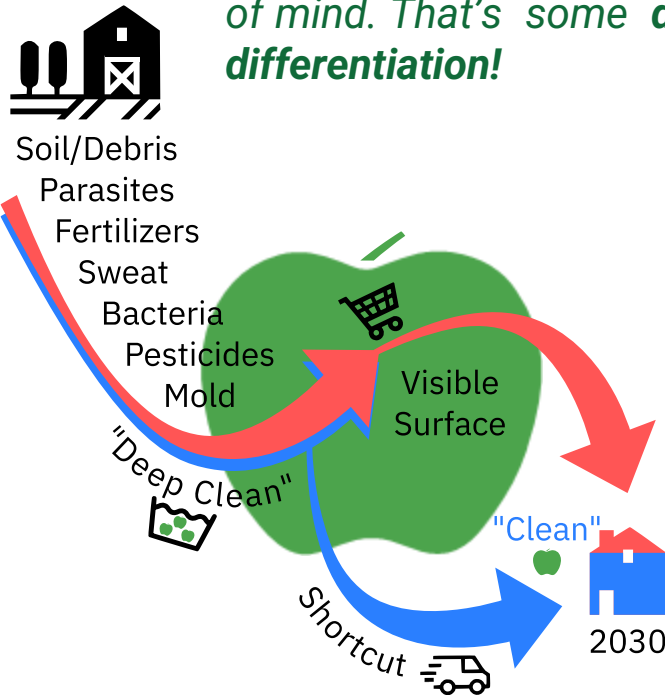 of mind. That's some
differentiation!
Soil/Debris
Parasites
Fertilizers
Sweat
Bacteria
Pesticides
Mold
Visible
Surface
"Deep Clean"
"Clean"
Shortcut
2030